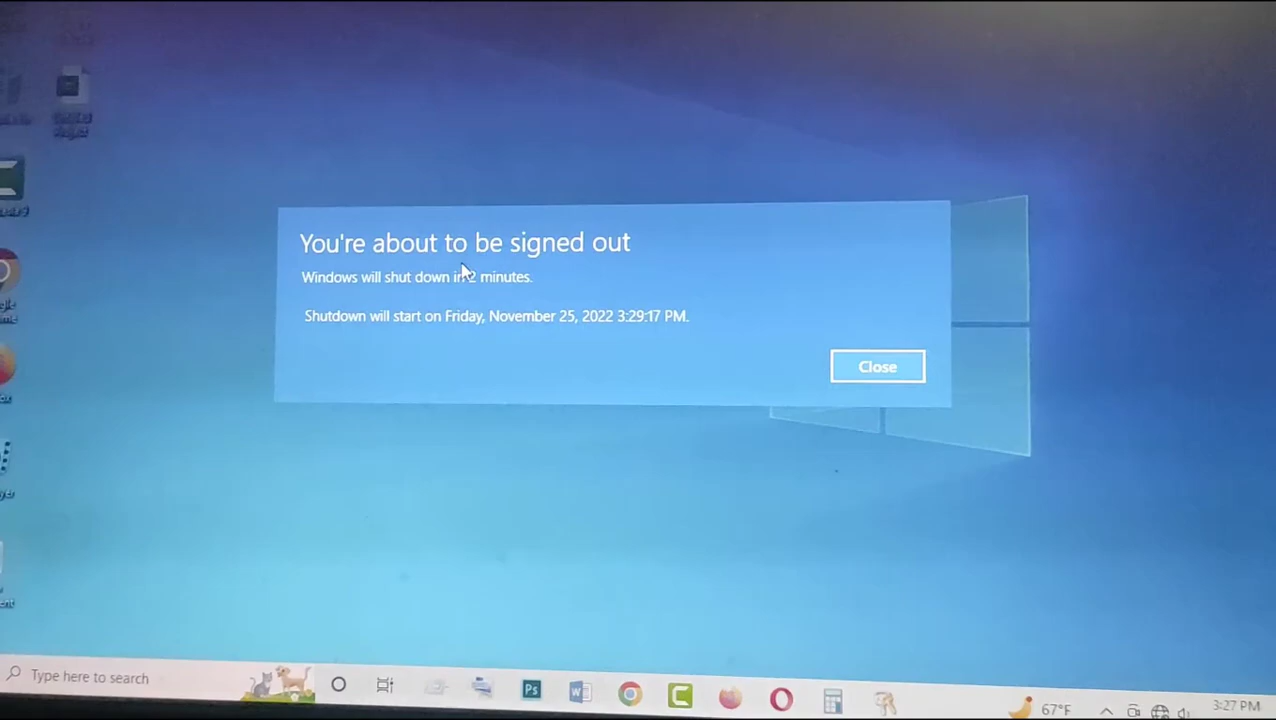 You're about to be signed out
Windows will shut down in 2 minutes.
Shutdown will start on Friday, November 25, 2022 3:29:17 PM.
Close
Type here to search
Ps
67°F
3:27 PM